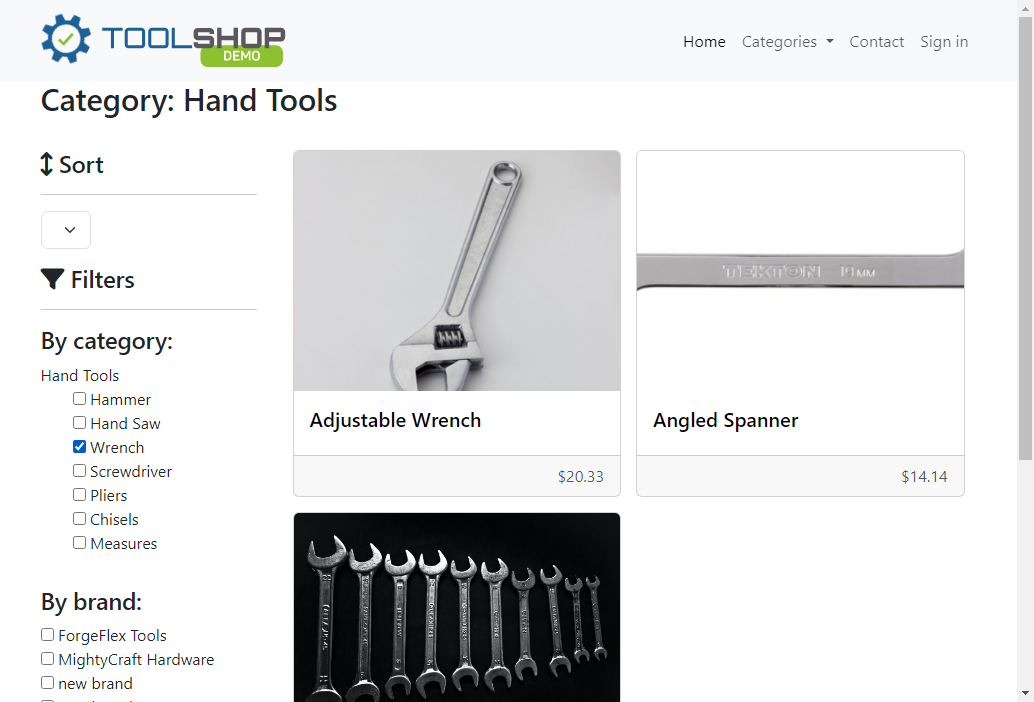 TOOLSHOP
DEMO
Home
Categories
Contact
Sign in
Category: Hand Tools
Sort
Filters
By category:
Hand Tools
Hammer
Hand Saw
Wrench
Screwdriver
Pliers
Chisels
Measures
By brand:
ForgeFlex Tools
MightyCraft Hardware
new brand
Adjustable Wrench
$20.33
TEKTON 19 MM
Angled Spanner
$14.14